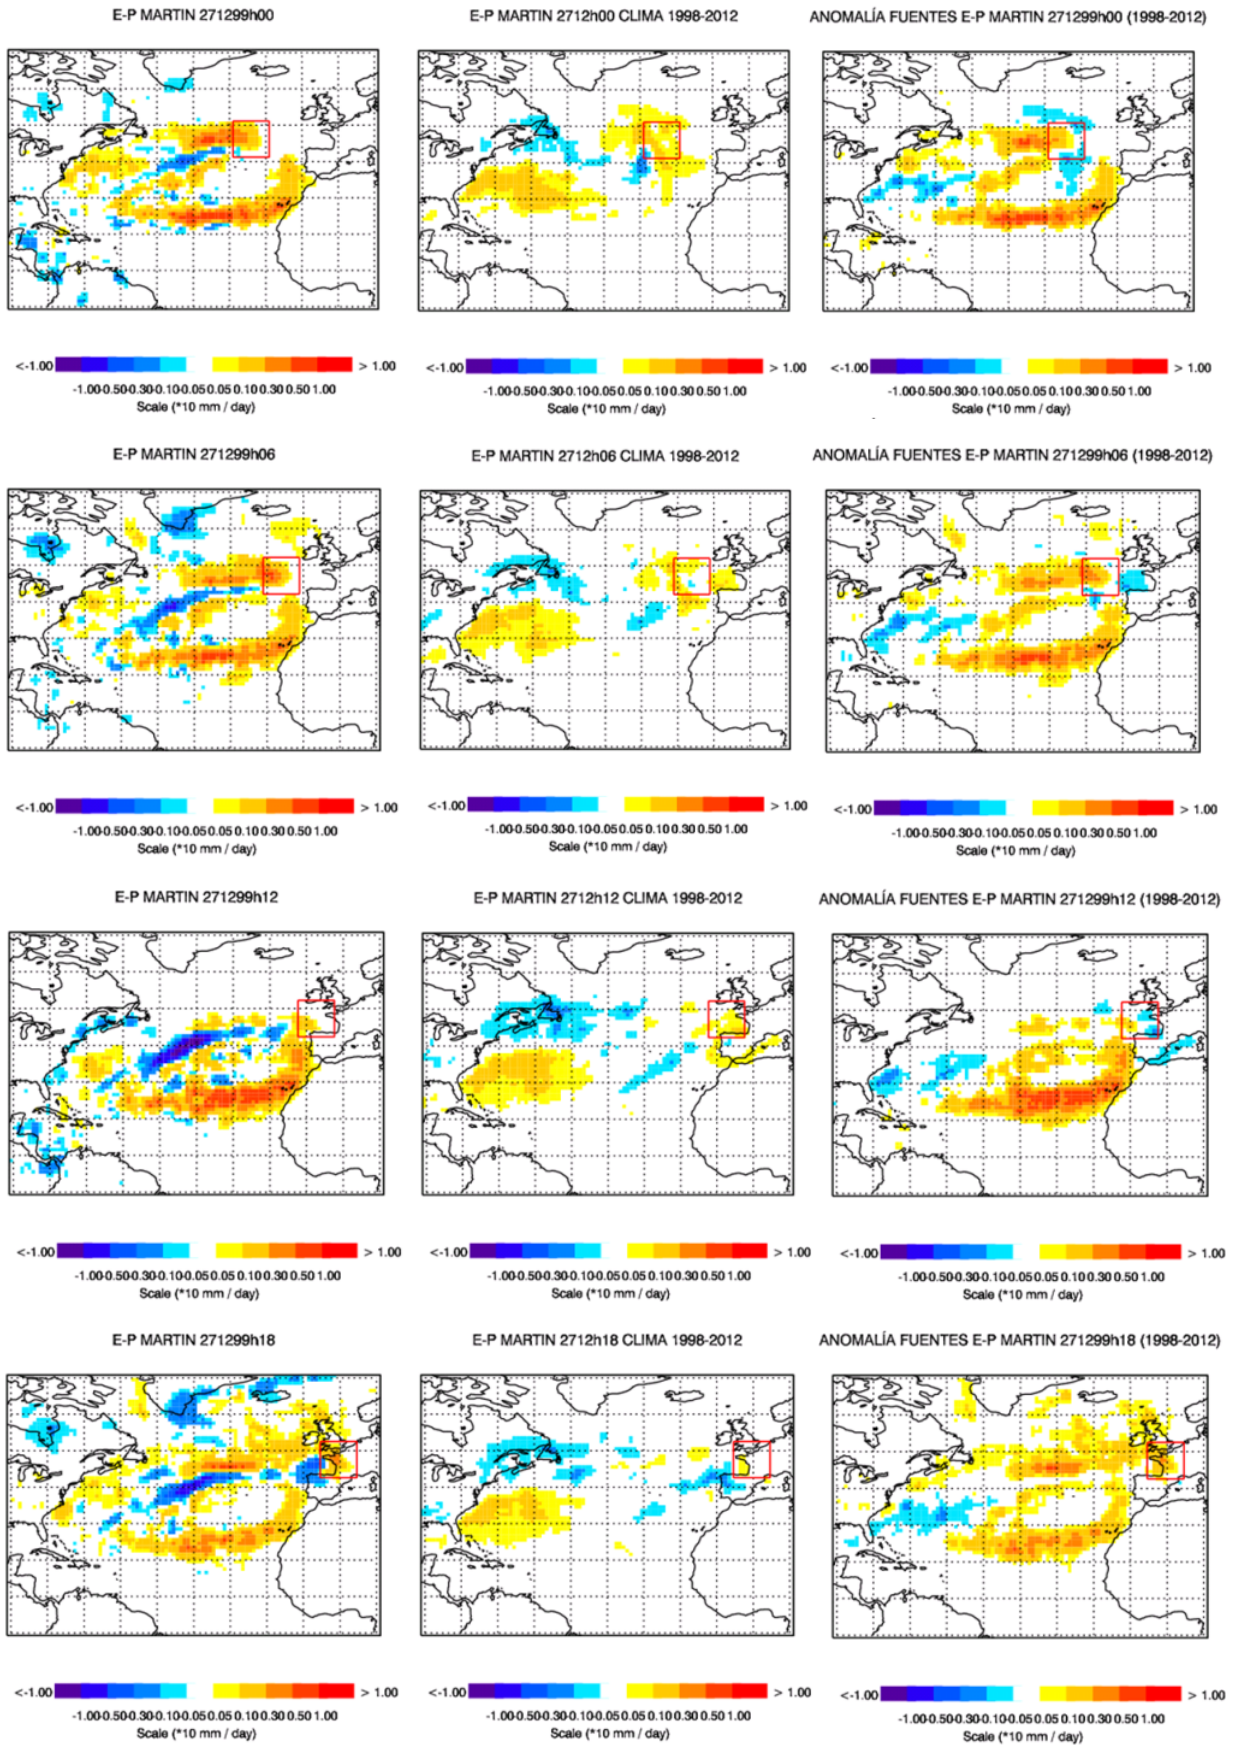 E-P MARTIN 271299h00
E-P MARTIN 2712h00 CLIMA 1998-2012
ANOMALÍA FUENTES E-P MARTIN 271299h00 (1998-2012)
<-1.00 > 1.00
-1.00-0.50-0.30-0.10-0.05 0.05 0.10 0.30 0.50 1.00
Scale (*10 mm / day)
<-1.00 > 1.00
-1.00-0.50-0.30-0.10-0.05 0.05 0.10 0.30 0.50 1.00
Scale (*10 mm / day)
<-1.00 > 1.00
-1.00-0.50-0.30-0.10-0.05 0.05 0.10 0.30 0.50 1.00
Scale (*10 mm / day)
E-P MARTIN 271299h06
E-P MARTIN 2712h06 CLIMA 1998-2012
ANOMALÍA FUENTES E-P MARTIN 271299h06 (1998-2012)
<-1.00 > 1.00
-1.00-0.50-0.30-0.10-0.05 0.05 0.10 0.30 0.50 1.00
Scale (*10 mm / day)
<-1.00 > 1.00
-1.00-0.50-0.30-0.10-0.05 0.05 0.10 0.30 0.50 1.00
Scale (*10 mm / day)
<-1.00 > 1.00
-1.00-0.50-0.30-0.10-0.05 0.05 0.10 0.30 0.50 1.00
Scale (*10 mm / day)
E-P MARTIN 271299h12
E-P MARTIN 2712h12 CLIMA 1998-2012
ANOMALÍA FUENTES E-P MARTIN 271299h12 (1998-2012)
<-1.00 > 1.00
-1.00-0.50-0.30-0.10-0.05 0.05 0.10 0.30 0.50 1.00
Scale (*10 mm / day)
<-1.00 > 1.00
-1.00-0.50-0.30-0.10-0.05 0.05 0.10 0.30 0.50 1.00
Scale (*10 mm / day)
<-1.00 > 1.00
-1.00-0.50-0.30-0.10-0.05 0.05 0.10 0.30 0.50 1.00
Scale (*10 mm / day)
E-P MARTIN 271299h18
E-P MARTIN 2712h18 CLIMA 1998-2012
ANOMALÍA FUENTES E-P MARTIN 271299h18 (1998-2012)
<-1.00 > 1.00
-1.00-0.50-0.30-0.10-0.05 0.05 0.10 0.30 0.50 1.00
Scale (*10 mm / day)
<-1.00 > 1.00
-1.00-0.50-0.30-0.10-0.05 0.05 0.10 0.30 0.50 1.00
Scale (*10 mm / day)
<-1.00 > 1.00
-1.00-0.50-0.30-0.10-0.05 0.05 0.10 0.30 0.50 1.00
Scale (*10 mm / day)